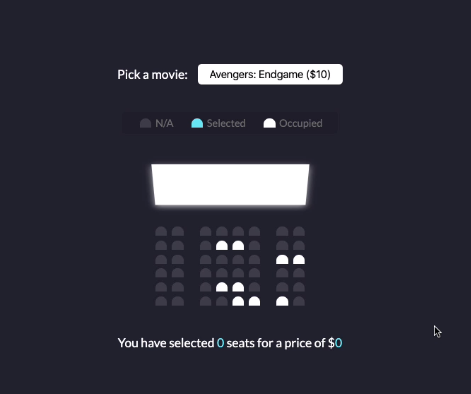 Pick a movie: Avengers: Endgame ($10)
N/A Selected Occupied
You have selected 0 seats for a price of $0